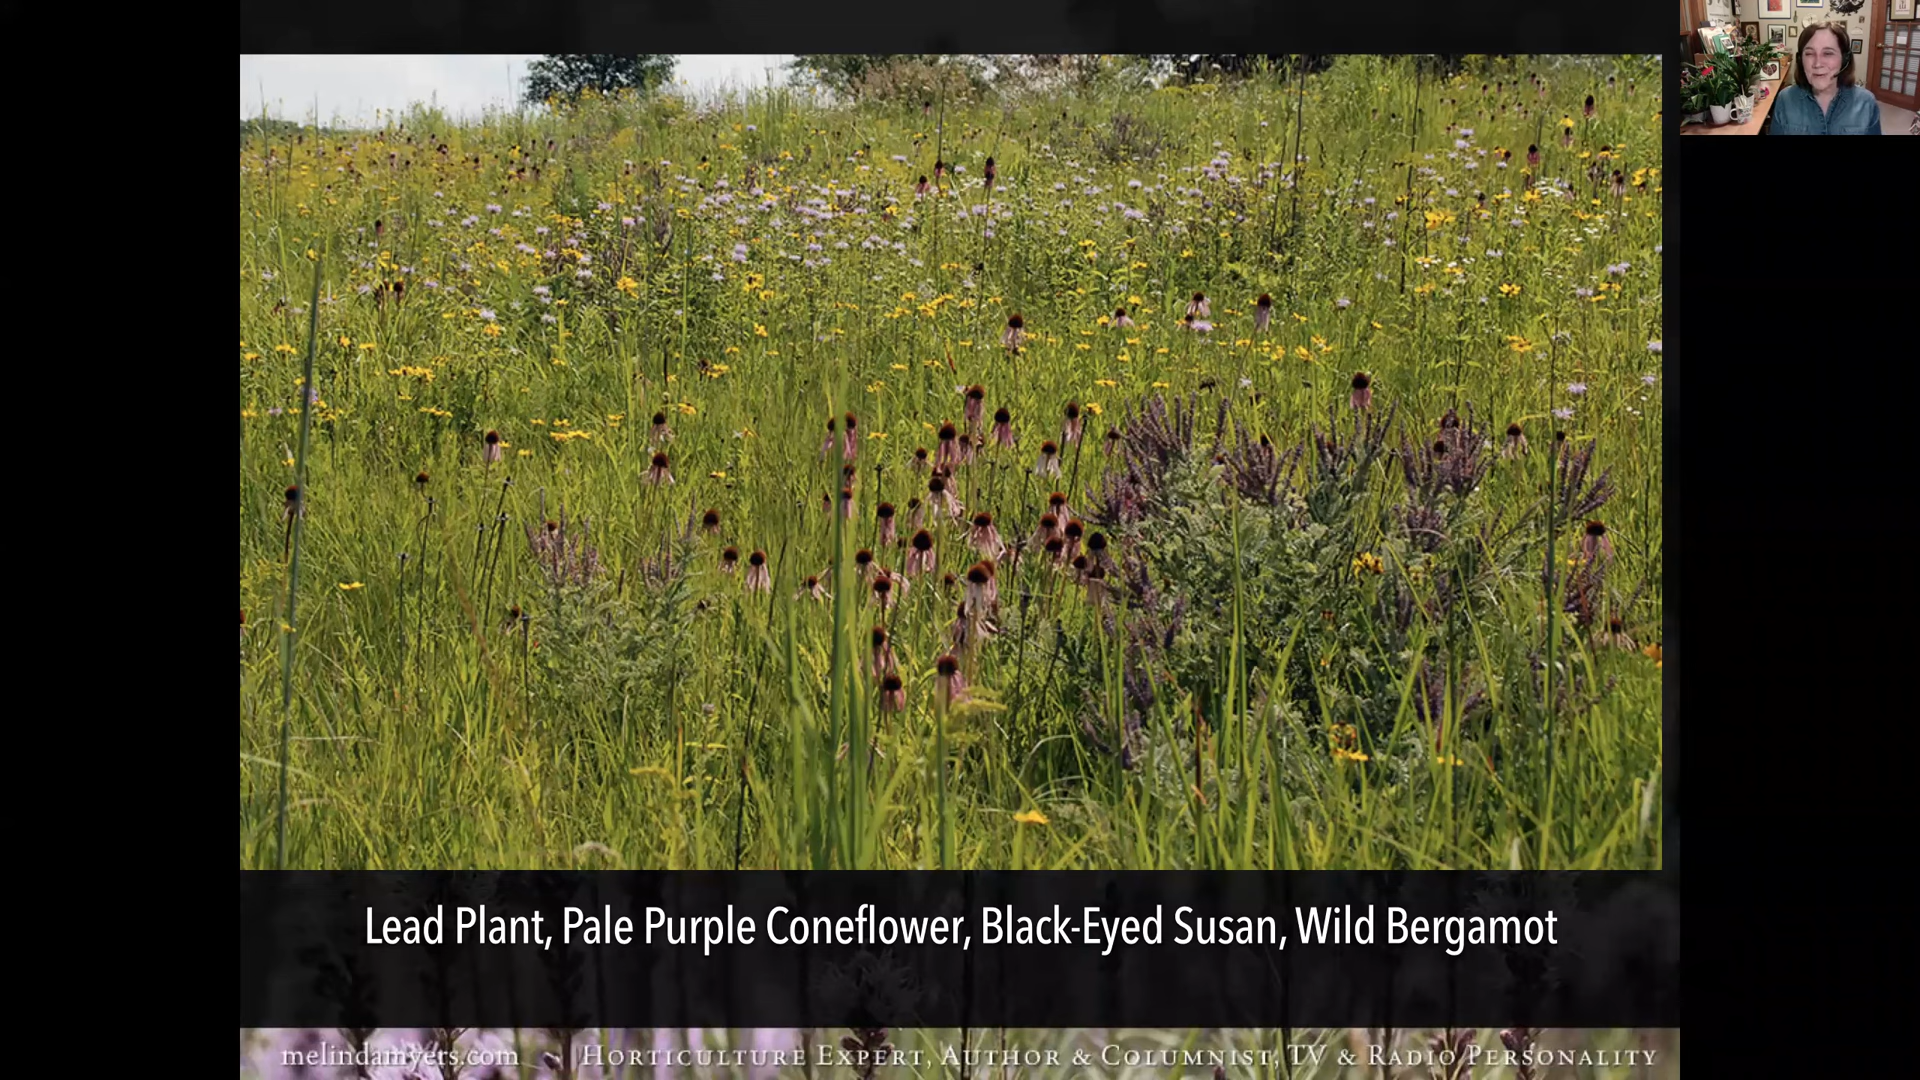 Lead Plant, Pale Purple Coneflower, Black-Eyed Susan, Wild Bergamot
melindamyers.com ~ Horticulture Expert, Author & Columnist, TV & Radio Personality